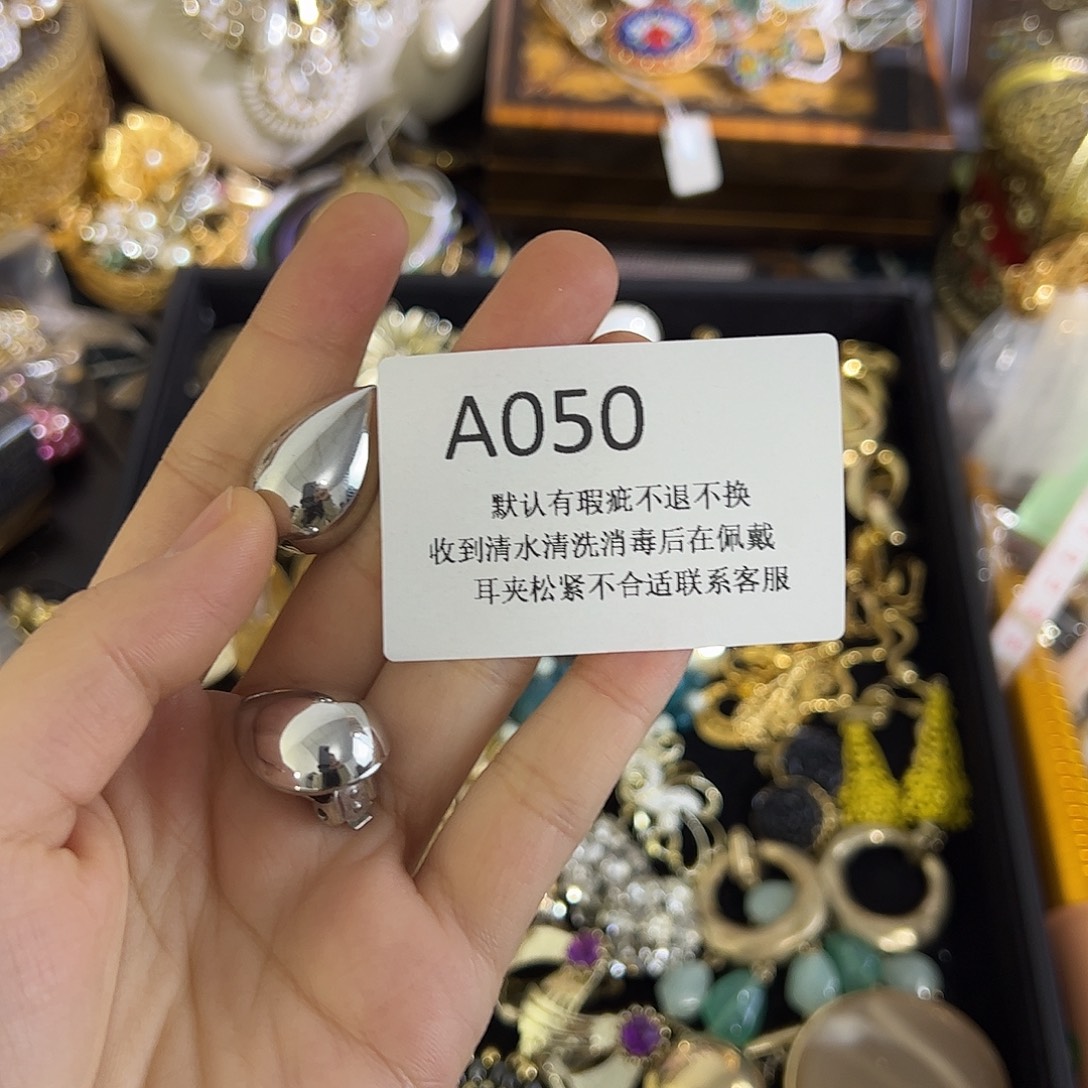 A050
默认有瑕疵不退不换
收到清水清洗消毒后在佩戴
耳夹松紧不合适联系客服